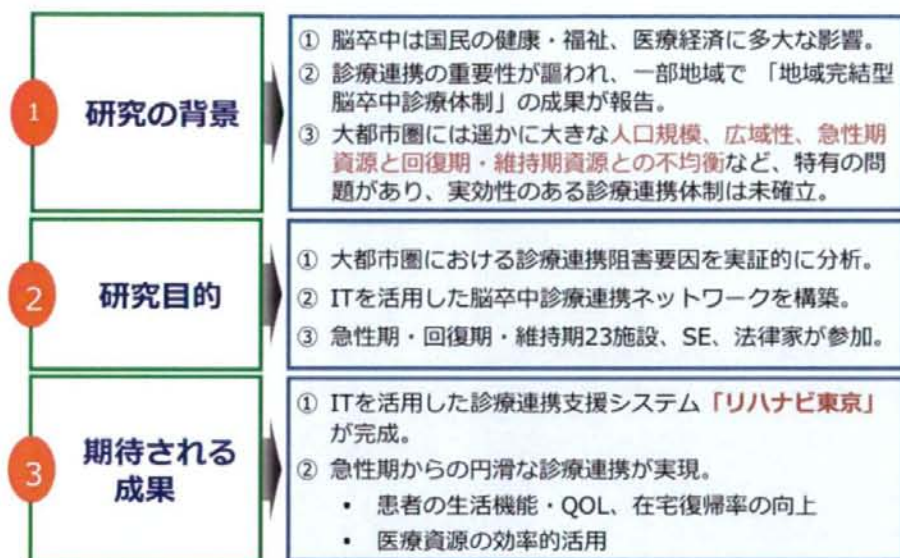 1
研究の背景
① 脳卒中は国民の健康・福祉、医療経済に多大な影響。
② 診療連携の重要性が謳われ、一部地域で 「地域完結型
脳卒中診療体制」の成果が報告。
③ 大都市圏には遥かに大きな人口規模、広域性、急性期
資源と回復期・維持期資源との不均衡など、特有の問
題があり、実効性のある診療連携体制は未確立。
2
研究目的
① 大都市圏における診療連携阻害要因を実証的に分析。
② ITを活用した脳卒中診療連携ネットワークを構築。
③ 急性期・回復期・維持期23施設、SE、法律家が参加。
3
期待される
成果
① ITを活用した診療連携支援システム「リハナビ東京」
が完成。
② 急性期からの円滑な診療連携が実現。
• 患者の生活機能・QOL、在宅復帰率の向上
• 医療資源の効率的活用